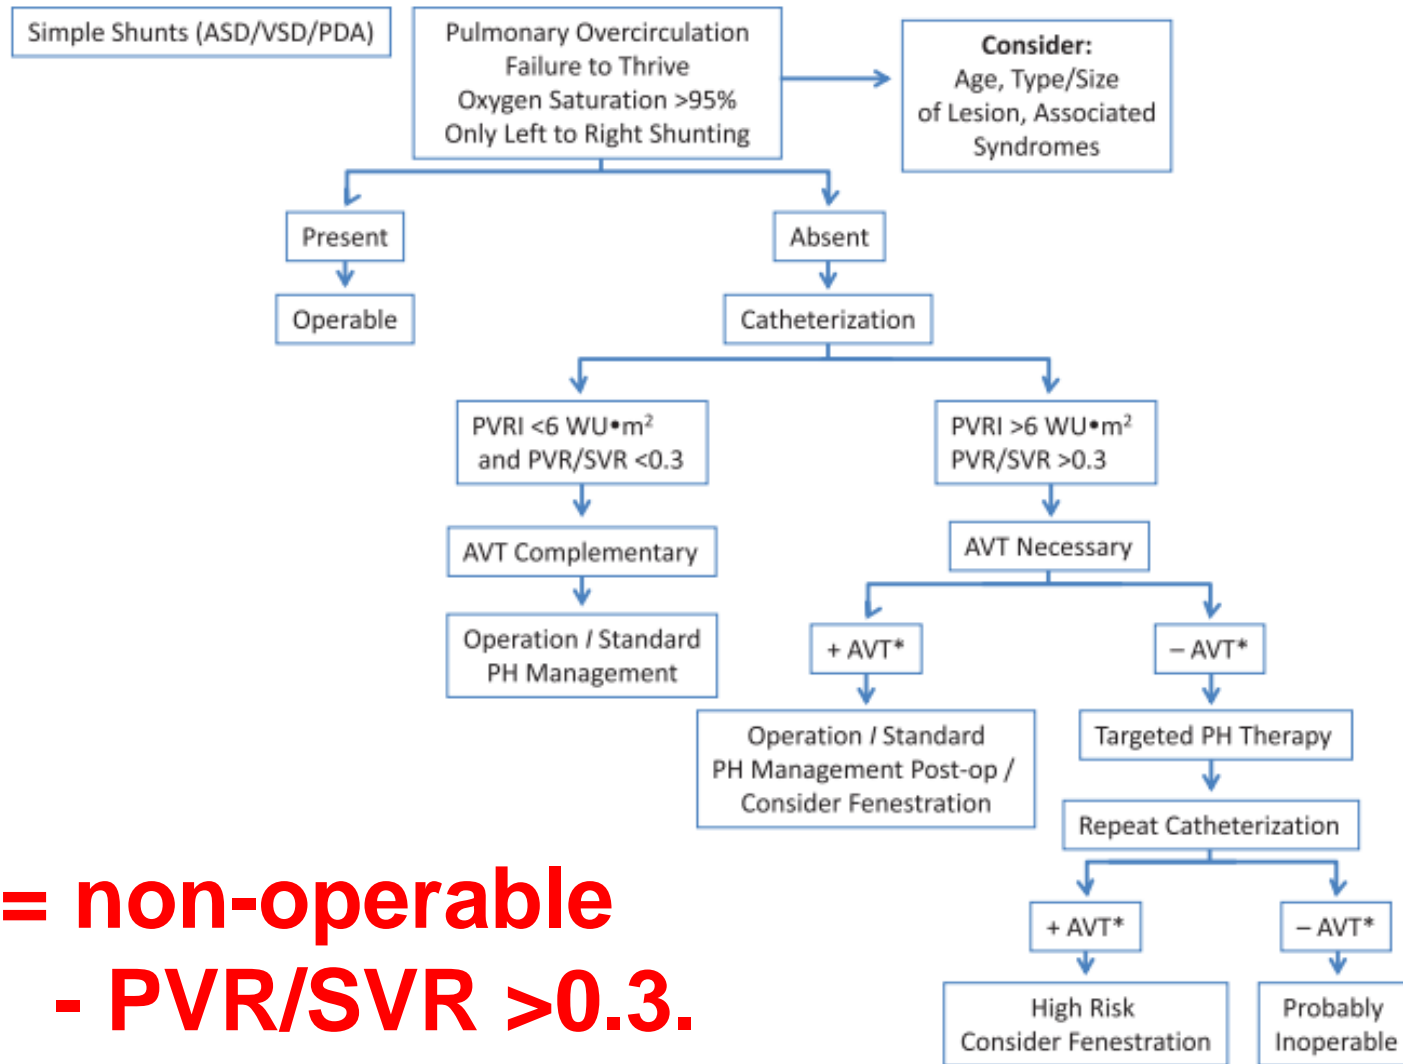 Simple Shunts (ASD/VSD/PDA)
Pulmonary Overcirculation
Failure to Thrive
Oxygen Saturation >95%
Only Left to Right Shunting
Consider:
Age, Type/Size
of Lesion, Associated
Syndromes
Present
Absent
Operable
Catheterization
PVRI <6 WU•m²
and PVR/SVR <0.3
PVRI >6 WU•m²
PVR/SVR >0.3
AVT Complementary
AVT Necessary
Operation / Standard
PH Management
+ AVT*
– AVT*
Operation / Standard
PH Management Post-op /
Consider Fenestration
Targeted PH Therapy
Repeat Catheterization
+ AVT*
– AVT*
High Risk
Consider Fenestration
Probably
Inoperable
= non-operable
- PVR/SVR >0.3.